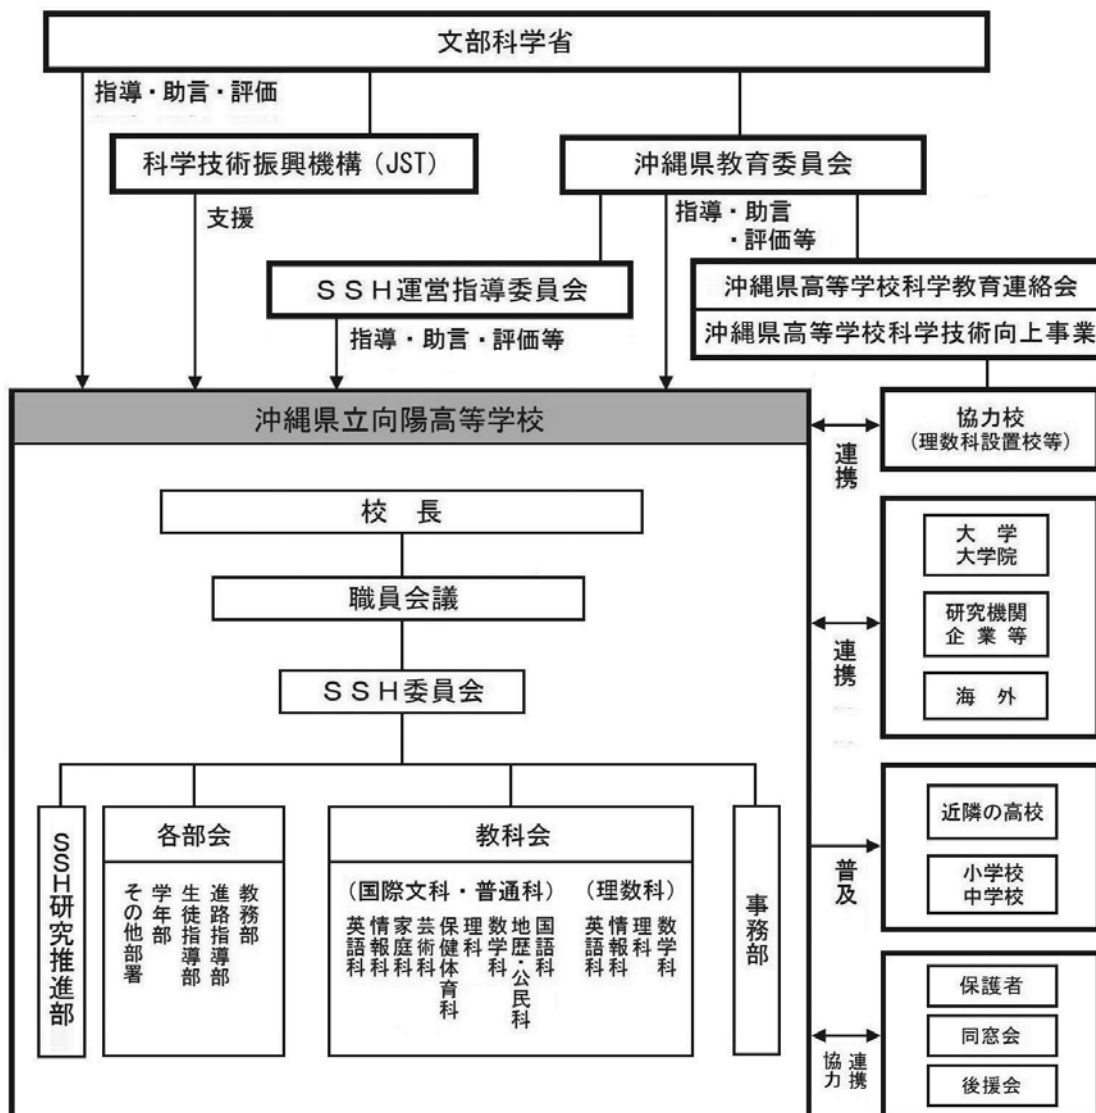 文部科学省
指導・助言・評価
科学技術振興機構（JST）
沖縄県教育委員会
支援
指導・助言
・評価等
ＳＳＨ運営指導委員会
沖縄県高等学校科学教育連絡会
沖縄県高等学校科学技術向上事業
指導・助言・評価等
沖縄県立向陽高等学校
協力校
（理数科設置校等）
連携
校　長
大　学
大学院
職員会議
研究機関
企　業　等
連携
ＳＳＨ委員会
海　外
ＳＳＨ研究推進部
各部会
教務部
進路指導部
生徒指導部
学年部
その他部署
教科会
（国際文科・普通科）
国語科
地歴・公民科
数学科
理科
保健体育科
芸術科
家庭科
情報科
英語科
（理数科）
数学科
理科
情報科
英語科
事務部
普及
近隣の高校
小学校
中学校
連携
協力
保護者
同窓会
後援会